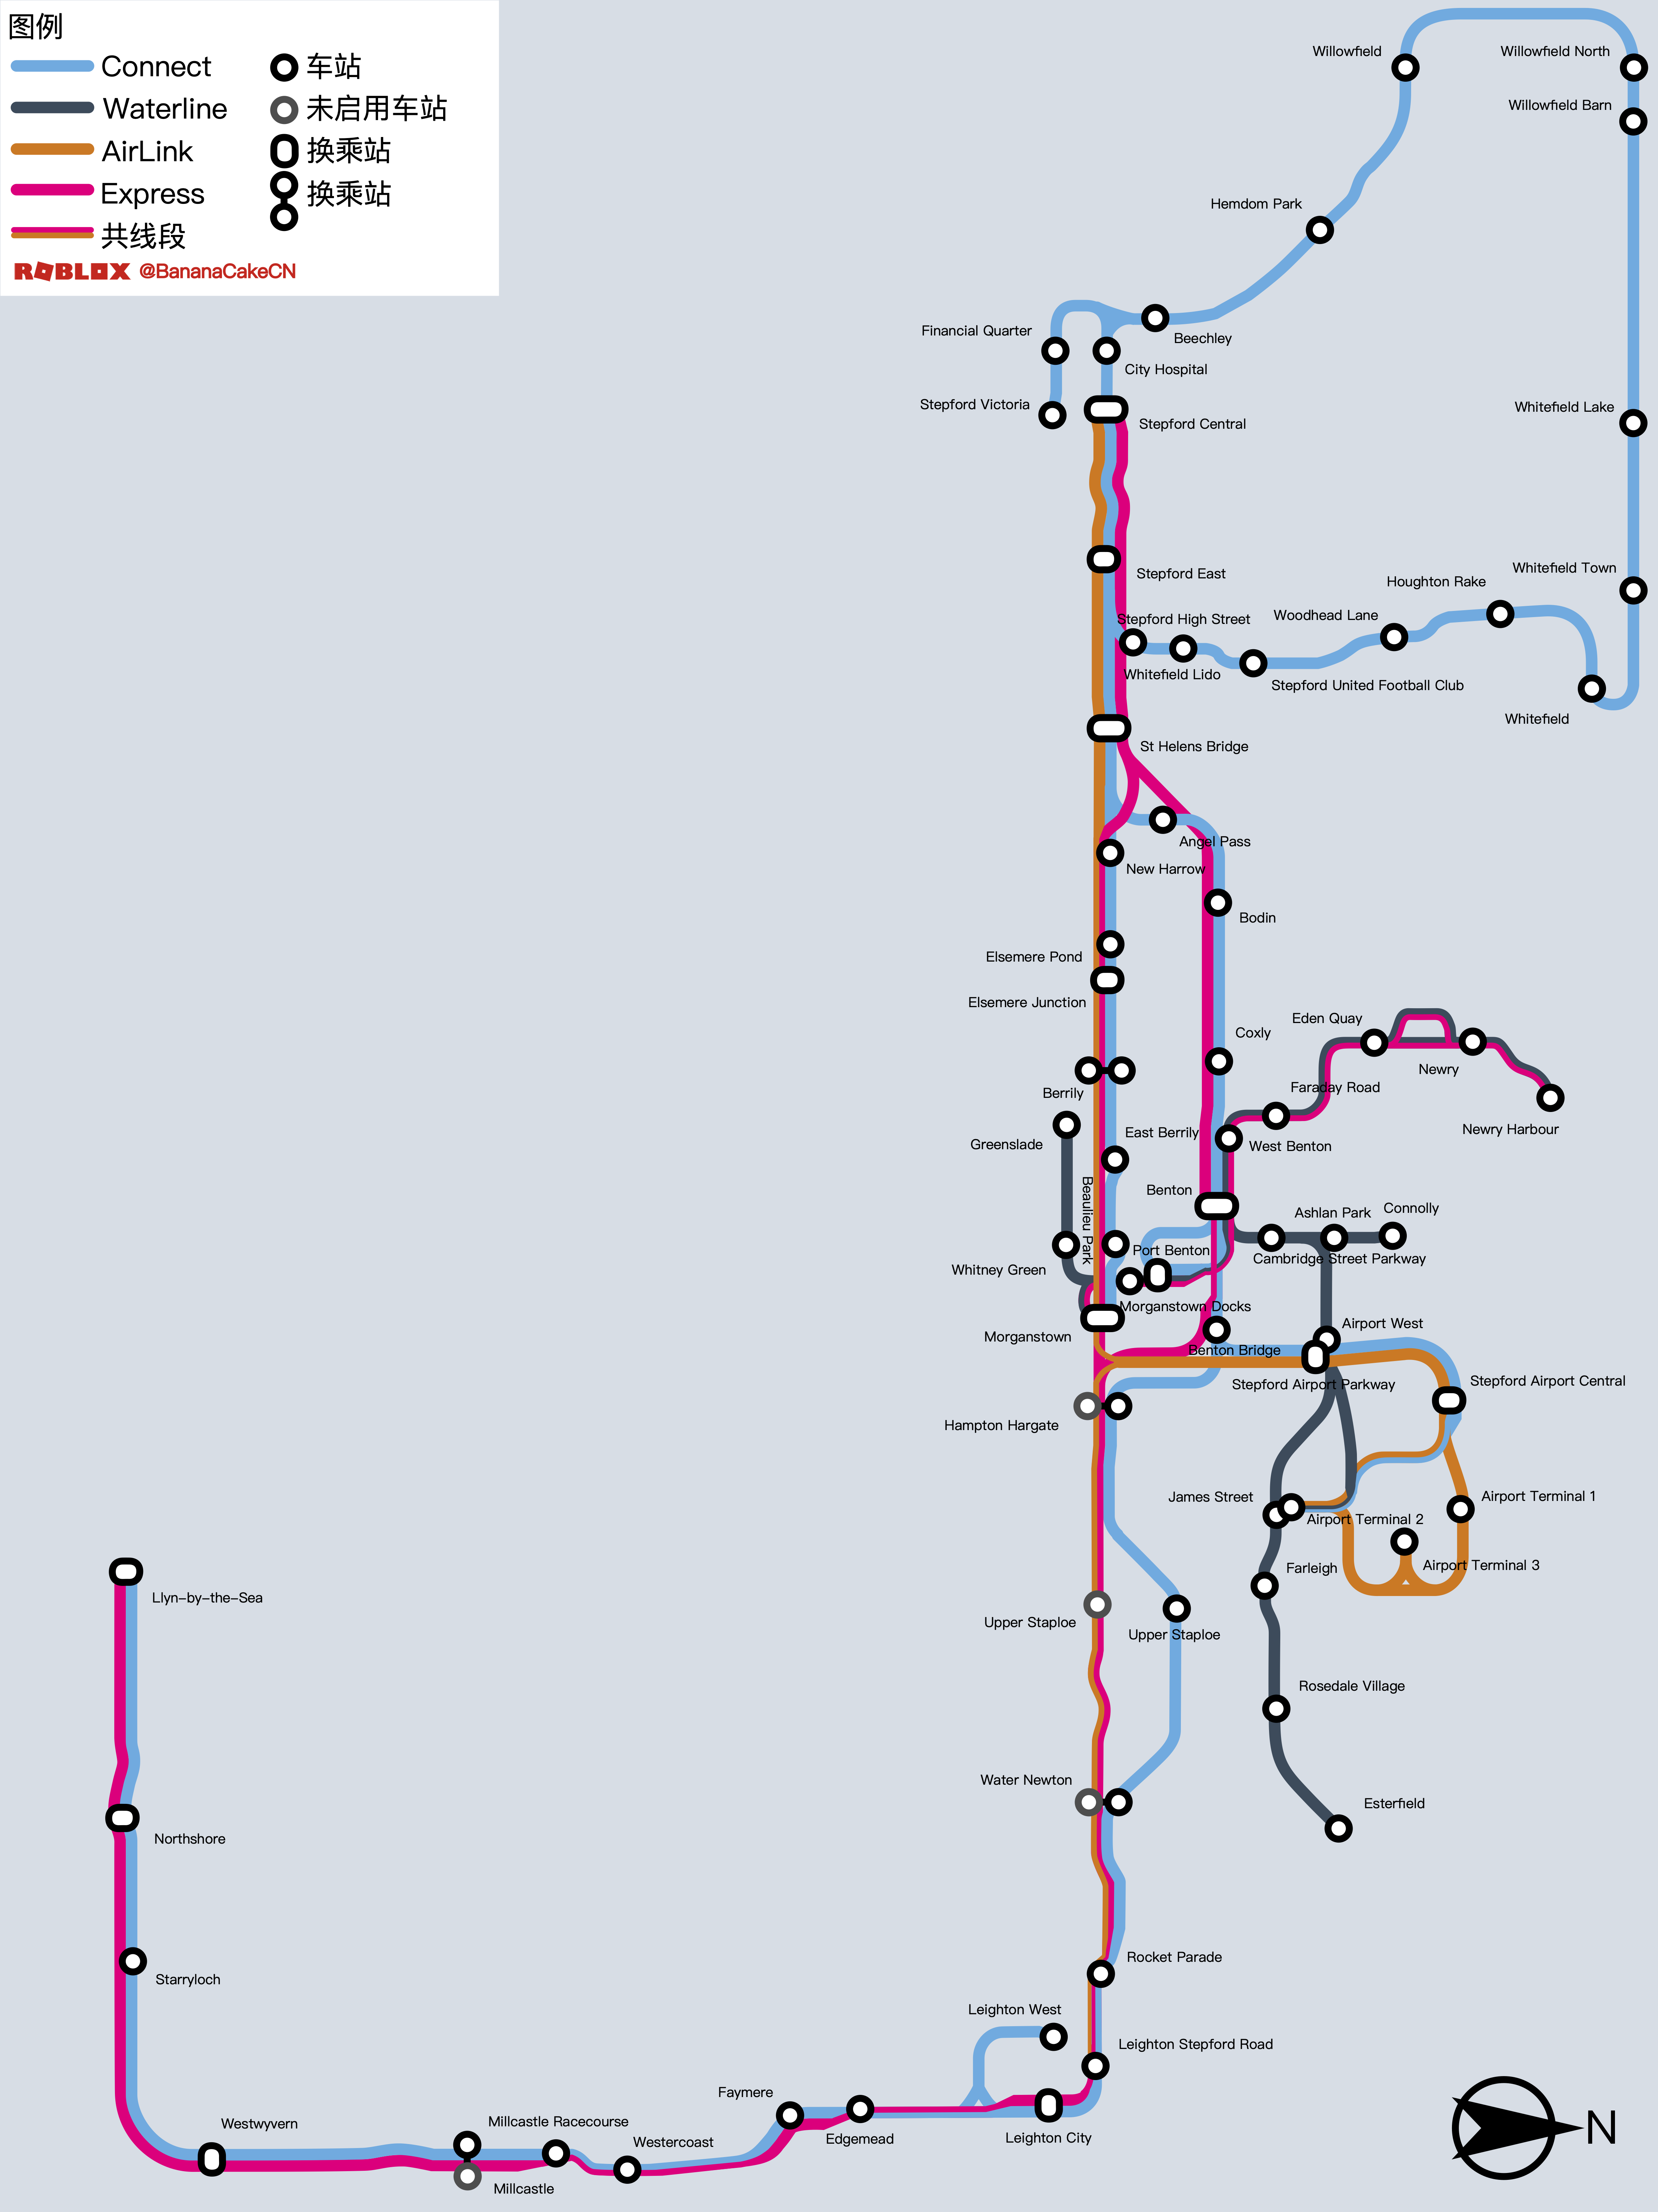 图例
Connect
Waterline
AirLink
Express
共线段
车站
未启用车站
换乘站
换乘站
ROBLOX @BananaCakeCN
Willowfield
Willowfield North
Willowfield Barn
Hemdom Park
Financial Quarter
Beechley
City Hospital
Stepford Victoria
Stepford Central
Whitefield Lake
Stepford East
Whitefield Town
Houghton Rake
Woodhead Lane
Stepford High Street
Whitefield Lido
Stepford United Football Club
Whitefield
St Helens Bridge
Angel Pass
New Harrow
Bodin
Elsemere Pond
Elsemere Junction
Coxly
Eden Quay
Newry
Berrily
Faraday Road
Newry Harbour
Greenslade
East Berrily
West Benton
Beaulieu Park
Benton
Ashlan Park
Connolly
Port Benton
Cambridge Street Parkway
Whitney Green
Morganstown Docks
Morganstown
Airport West
Benton Bridge
Stepford Airport Parkway
Stepford Airport Central
Hampton Hargate
James Street
Airport Terminal 1
Airport Terminal 2
Airport Terminal 3
Farleigh
Llyn-by-the-Sea
Upper Staploe
Upper Staploe
Rosedale Village
Water Newton
Esterfield
Northshore
Rocket Parade
Starryloch
Leighton West
Leighton Stepford Road
Faymere
Westwyvern
Millcastle Racecourse
Westercoast
Edgemead
Leighton City
Millcastle
N